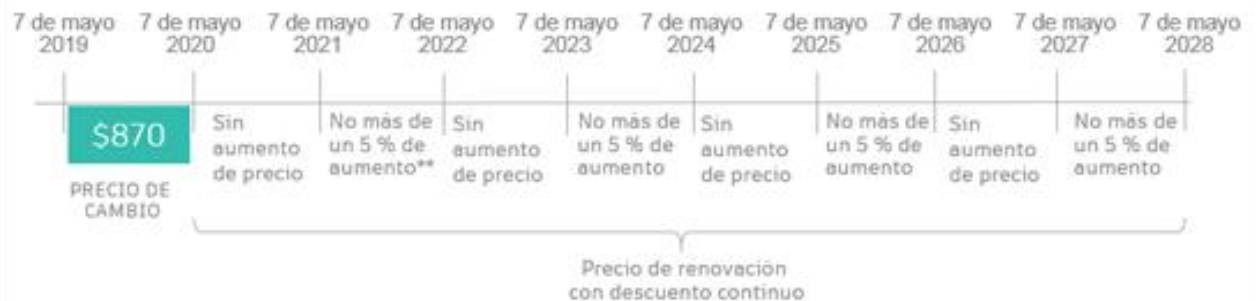 7 de mayo 7 de mayo 7 de mayo 7 de mayo 7 de mayo 7 de mayo 7 de mayo 7 de mayo 7 de mayo 7 de mayo
2019 2020 2021 2022 2023 2024 2025 2026 2027 2028
$870
PRECIO DE
CAMBIO
Sin
aumento
de precio
No más de
un 5 % de
aumento**
Sin
aumento
de precio
No más de
un 5 % de
aumento
Sin
aumento
de precio
No más de
un 5 % de
aumento
Sin
aumento
de precio
No más de
un 5 % de
aumento
Precio de renovación
con descuento continuo